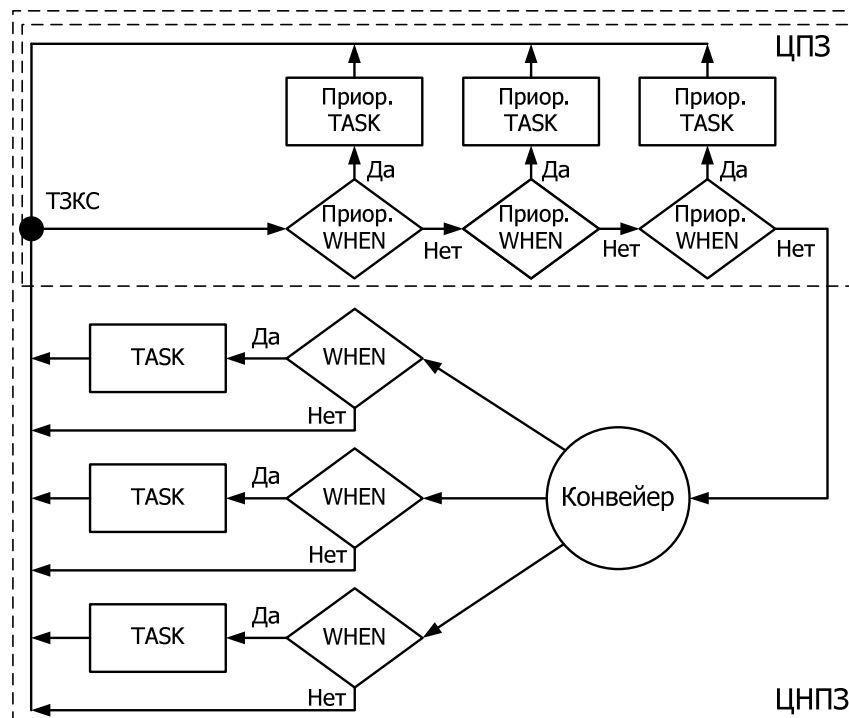 ЦПЗ
Приор.
TASK
Приор.
TASK
Приор.
TASK
Да
Да
Да
ТЗКС
Приор.
WHEN
Приор.
WHEN
Приор.
WHEN
Нет
Нет
Нет
TASK
Да
WHEN
Нет
TASK
Да
WHEN
Конвейер
Нет
TASK
Да
WHEN
Нет
ЦНПЗ